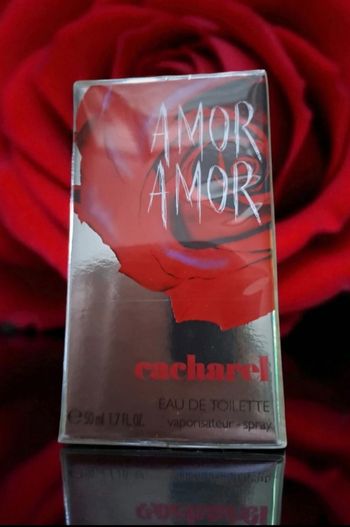 AMOR
AMOR
cacharel
EAU DE TOILETTE
℮ 50 ml 1.7 FL.OZ.
vaporisateur - spray